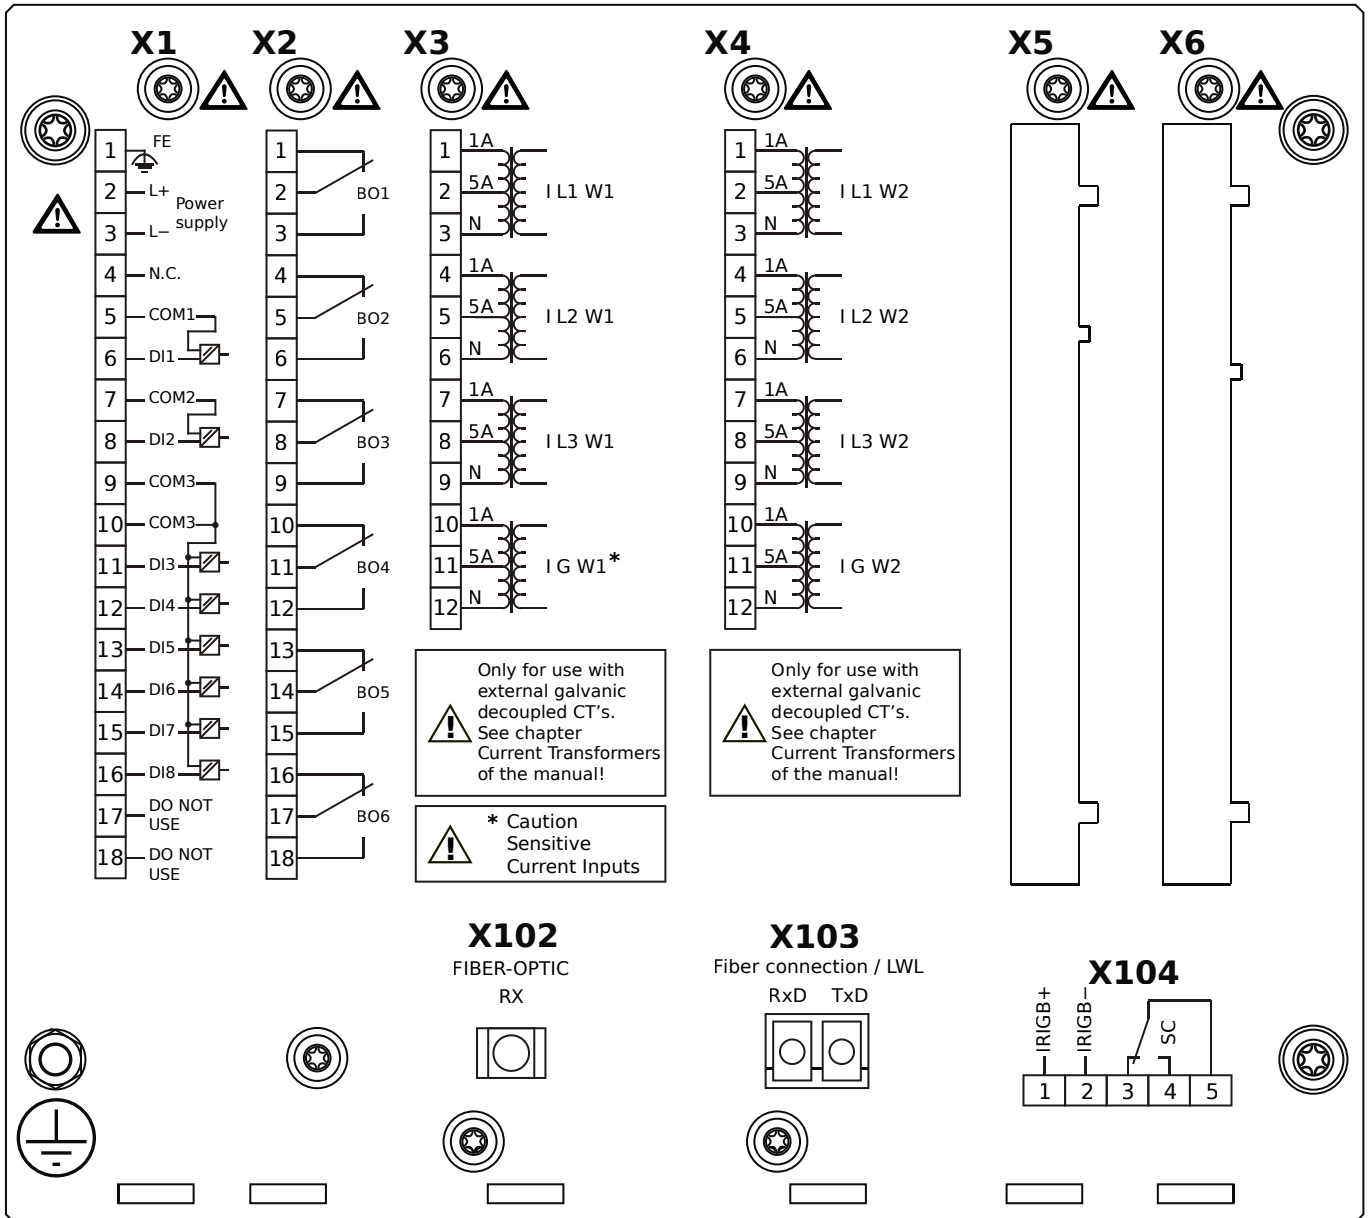 X1 X2 X3 X4 X5 X6
1 FE
2 L+
Power
supply
3 L−
4 N.C.
5 COM1
6 DI1
7 COM2
8 DI2
9 COM3
10 COM3
11 DI3
12 DI4
13 DI5
14 DI6
15 DI7
16 DI8
17 DO NOT
USE
18 DO NOT
USE
1
2 BO1
3
4
5 BO2
6
7
8 BO3
9
10
11 BO4
12
13
14 BO5
15
16
17 BO6
18
1 1A
2 5A I L1 W1
3 N
4 1A
5 5A I L2 W1
6 N
7 1A
8 5A I L3 W1
9 N
10 1A
11 5A I G W1*
12 N
Only for use with
external galvanic
decoupled CT's.
See chapter
Current Transformers
of the manual!
* Caution
Sensitive
Current Inputs
1 1A
2 5A I L1 W2
3 N
4 1A
5 5A I L2 W2
6 N
7 1A
8 5A I L3 W2
9 N
10 1A
11 5A I G W2
12 N
Only for use with
external galvanic
decoupled CT's.
See chapter
Current Transformers
of the manual!
X102
FIBER-OPTIC
RX
X103
Fiber connection / LWL
RxD TxD
X104
IRIGB+ IRIGB− SC
1 2 3 4 5